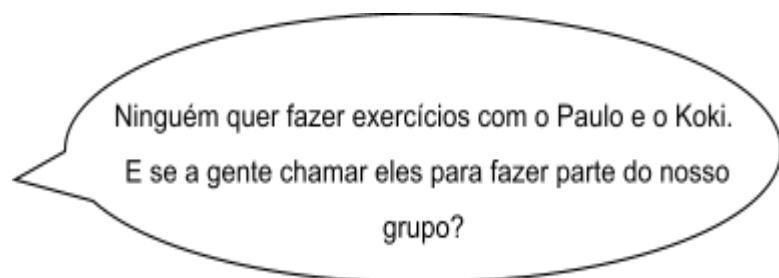 Ninguém quer fazer exercícios com o Paulo e o Koki.
E se a gente chamar eles para fazer parte do nosso
grupo?